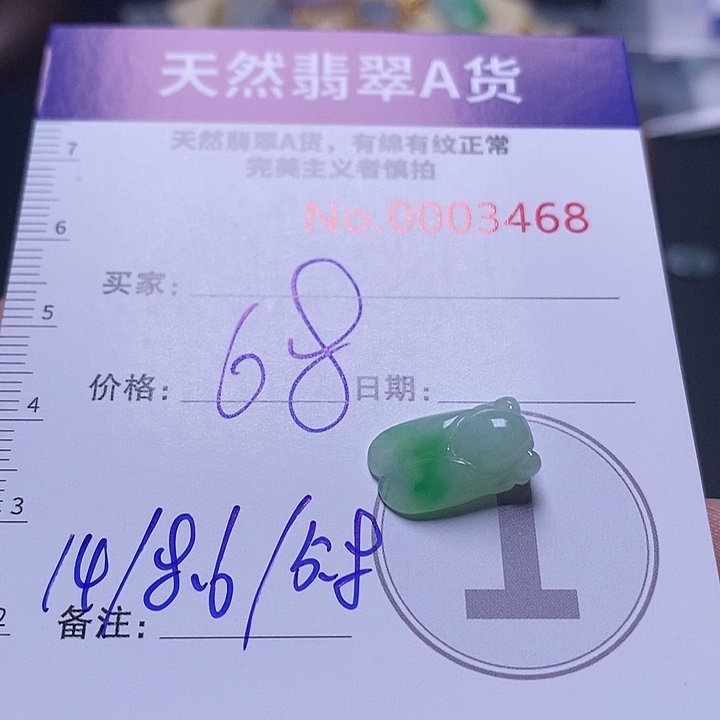 天然翡翠A货
天然翡翠A货，有绵有纹正常
完美主义者慎拍
No.0003468
买家：
68
价格： 日期：
14/8.6/5.8
备注：
1
7
6
5
4
3
2